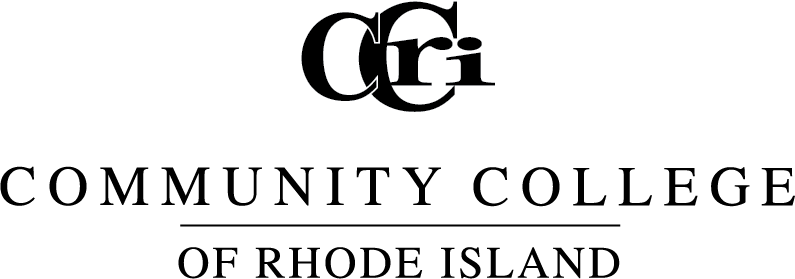 CCri
COMMUNITY COLLEGE
OF RHODE ISLAND